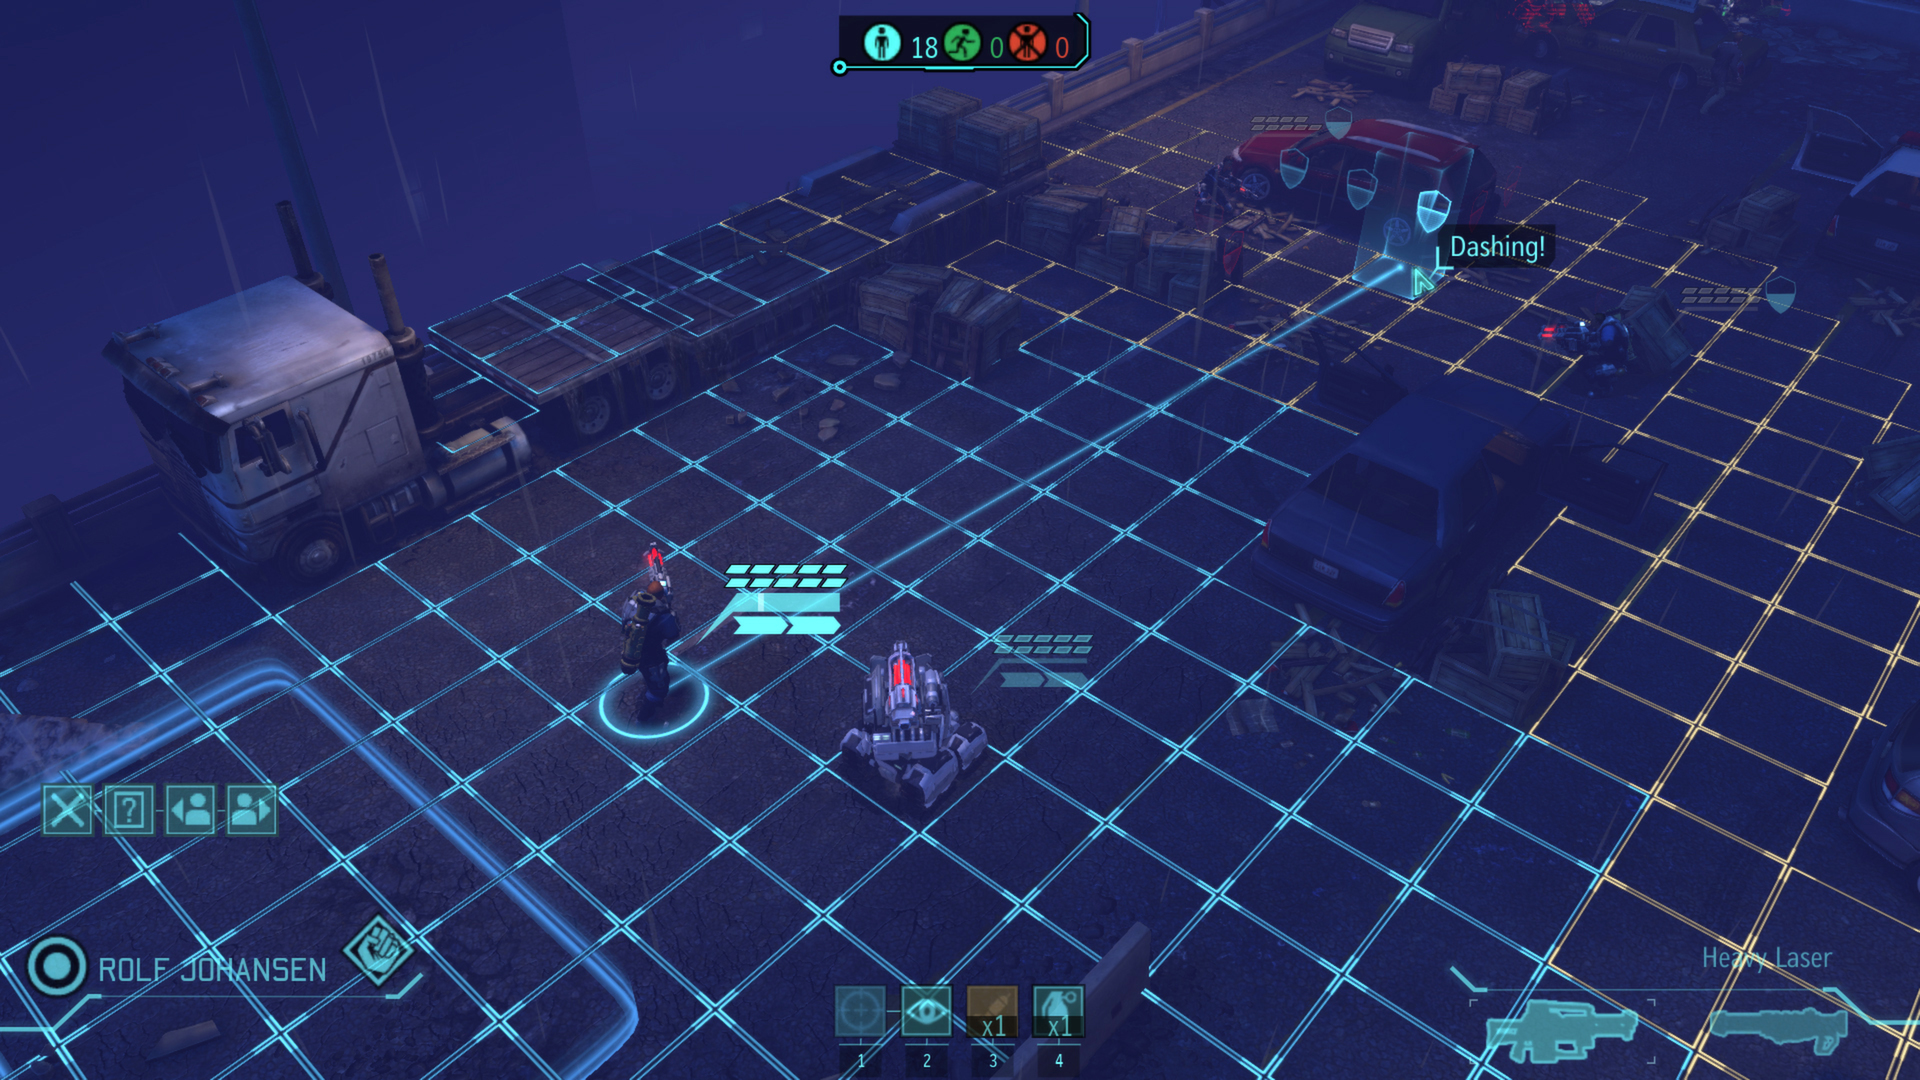 18 0 0
Dashing!
ROLF JOHANSEN
Heavy Laser
x1 x1
1 2 3 4